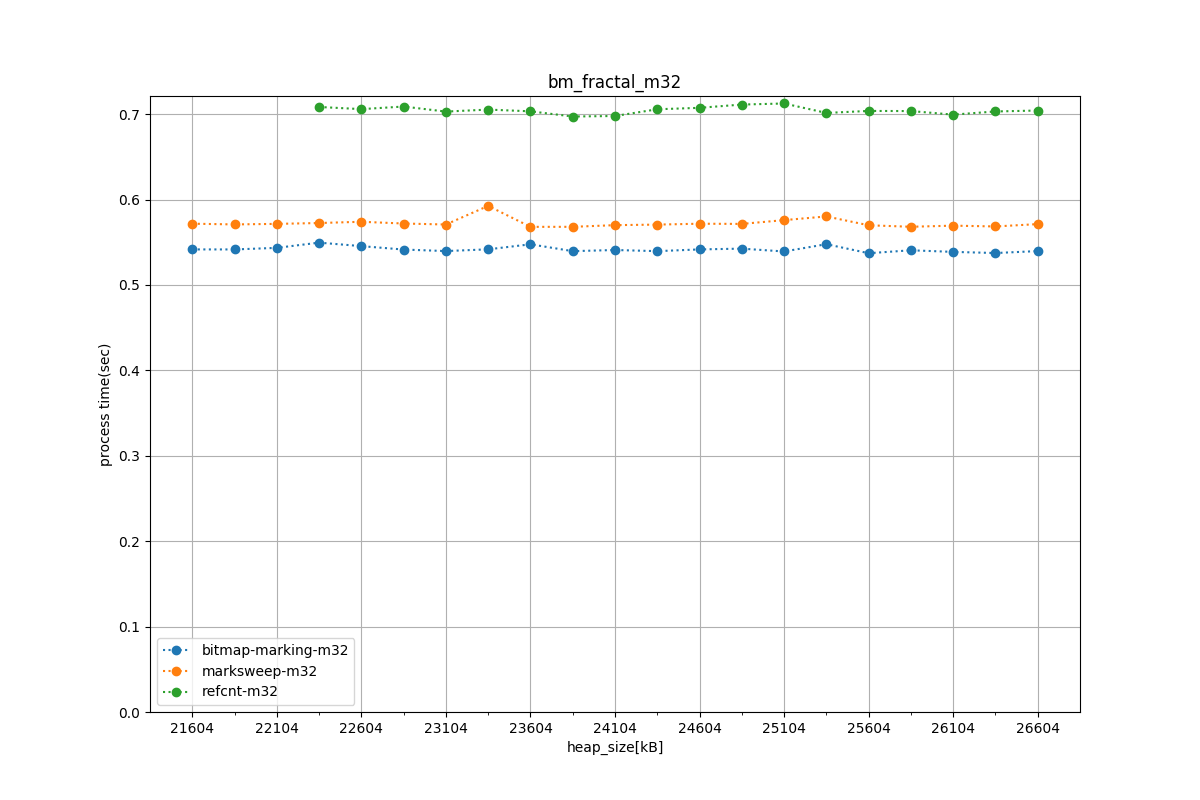 bm_fractal_m32
0.7
0.6
0.5
0.4
0.3
0.2
0.1
0.0
process time(sec)
bitmap-marking-m32
marksweep-m32
refcnt-m32
21604 22104 22604 23104 23604 24104 24604 25104 25604 26104 26604
heap_size[kB]